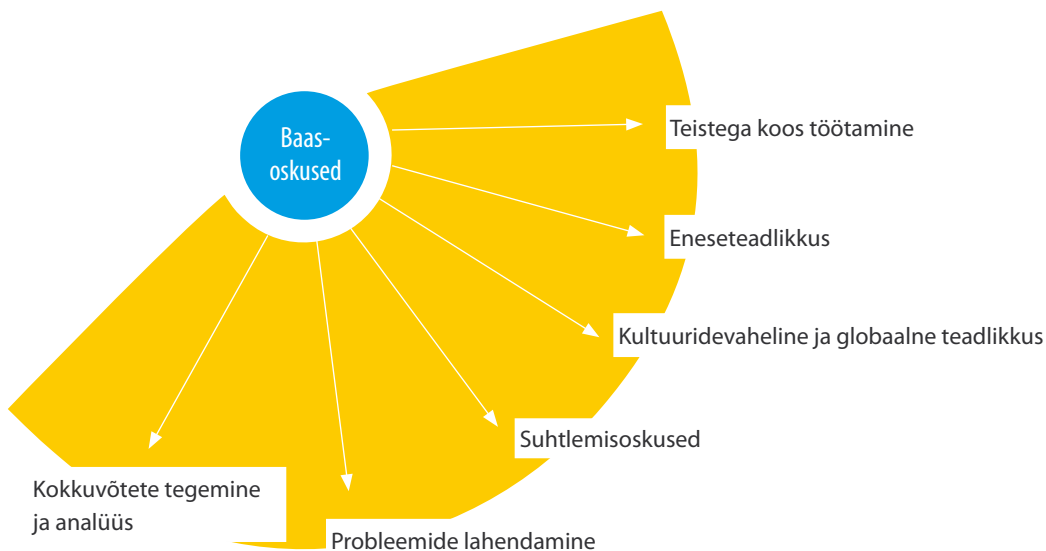 Baas-
oskused
Teistega koos töötamine
Eneseteadlikkus
Kultuuridevaheline ja globaalne teadlikkus
Suhtlemisoskused
Kokkuvõtete tegemine
ja analüüs
Probleemide lahendamine